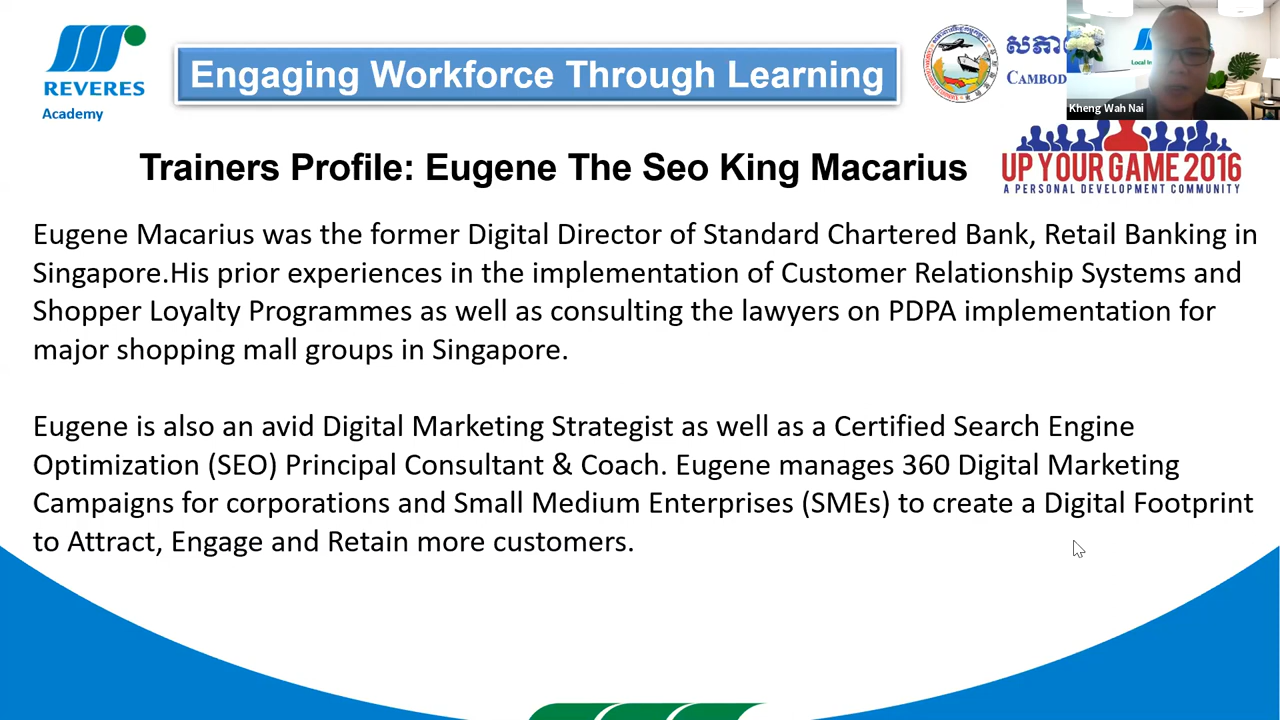 REVERES
Academy
Engaging Workforce Through Learning
សភា
CAMBOD
Local In
Kheng Wah Nai
Trainers Profile: Eugene The Seo King Macarius
UP YOUR GAME 2016
A PERSONAL DEVELOPMENT COMMUNITY
Eugene Macarius was the former Digital Director of Standard Chartered Bank, Retail Banking in
Singapore.His prior experiences in the implementation of Customer Relationship Systems and
Shopper Loyalty Programmes as well as consulting the lawyers on PDPA implementation for
major shopping mall groups in Singapore.
Eugene is also an avid Digital Marketing Strategist as well as a Certified Search Engine
Optimization (SEO) Principal Consultant & Coach. Eugene manages 360 Digital Marketing
Campaigns for corporations and Small Medium Enterprises (SMEs) to create a Digital Footprint
to Attract, Engage and Retain more customers.